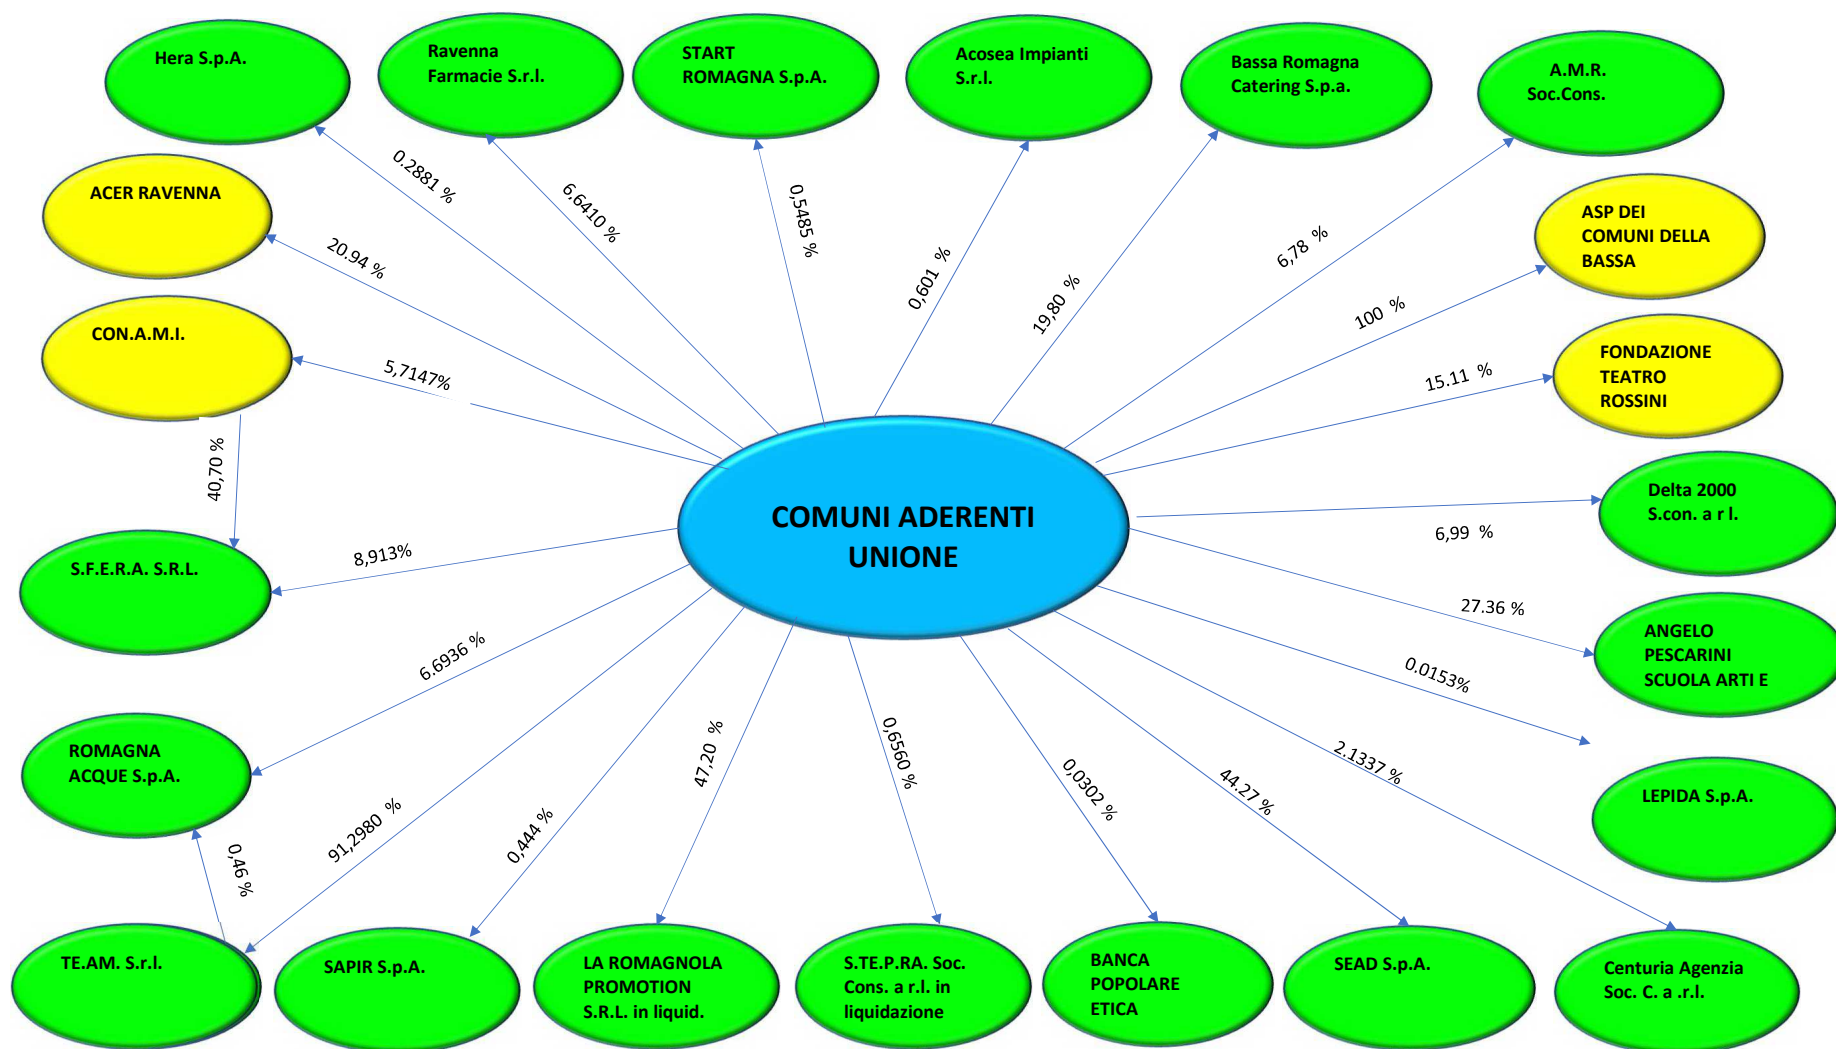 Hera S.p.A.
Ravenna
Farmacie S.r.l.
START
ROMAGNA S.p.A.
Acosea Impianti
S.r.l.
Bassa Romagna
Catering S.p.a.
A.M.R.
Soc.Cons.
0.2881 %
6.6410 %
0,5485 %
0,601 %
19,80 %
6,78 %
ACER RAVENNA
20.94 %
ASP DEI
COMUNI DELLA
BASSA
100 %
CON.A.M.I.
5,7147%
FONDAZIONE
TEATRO
ROSSINI
15.11 %
40,70 %
COMUNI ADERENTI
UNIONE
Delta 2000
S.con. a r l.
6,99 %
S.F.E.R.A. S.R.L.
8,913%
27.36 %
ANGELO
PESCARINI
SCUOLA ARTI E
6.6936 %
0.0153%
ROMAGNA
ACQUE S.p.A.
LEPIDA S.p.A.
0,46 %
91,2980 %
0,444 %
47,20 %
0,6560 %
0,0302 %
44.27 %
2.1337 %
TE.AM. S.r.l.
SAPIR S.p.A.
LA ROMAGNOLA
PROMOTION
S.R.L. in liquid.
S.TE.P.RA. Soc.
Cons. a r.l. in
liquidazione
BANCA
POPOLARE
ETICA
SEAD S.p.A.
Centuria Agenzia
Soc. C. a .r.l.